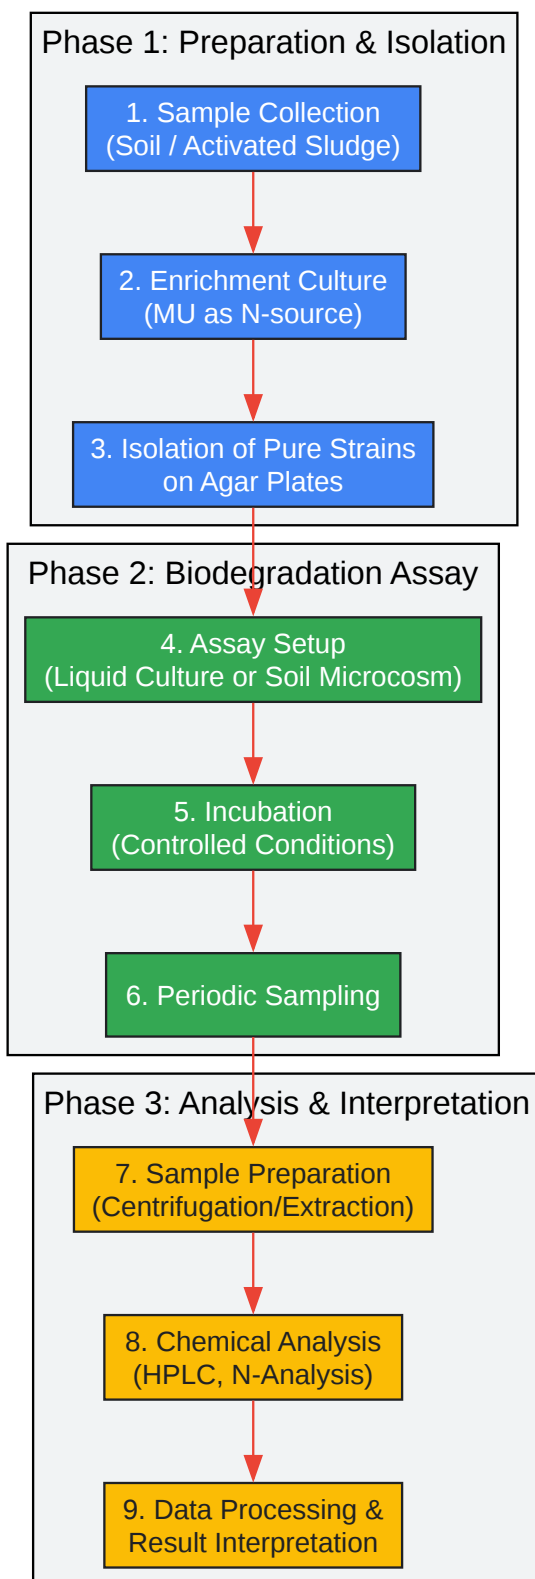 Phase 1: Preparation & Isolation
1. Sample Collection
(Soil / Activated Sludge)
2. Enrichment Culture
(MU as N-source)
3. Isolation of Pure Strains
on Agar Plates
Phase 2: Biodegradation Assay
4. Assay Setup
(Liquid Culture or Soil Microcosm)
5. Incubation
(Controlled Conditions)
6. Periodic Sampling
Phase 3: Analysis & Interpretation
7. Sample Preparation
(Centrifugation/Extraction)
8. Chemical Analysis
(HPLC, N-Analysis)
9. Data Processing &
Result Interpretation